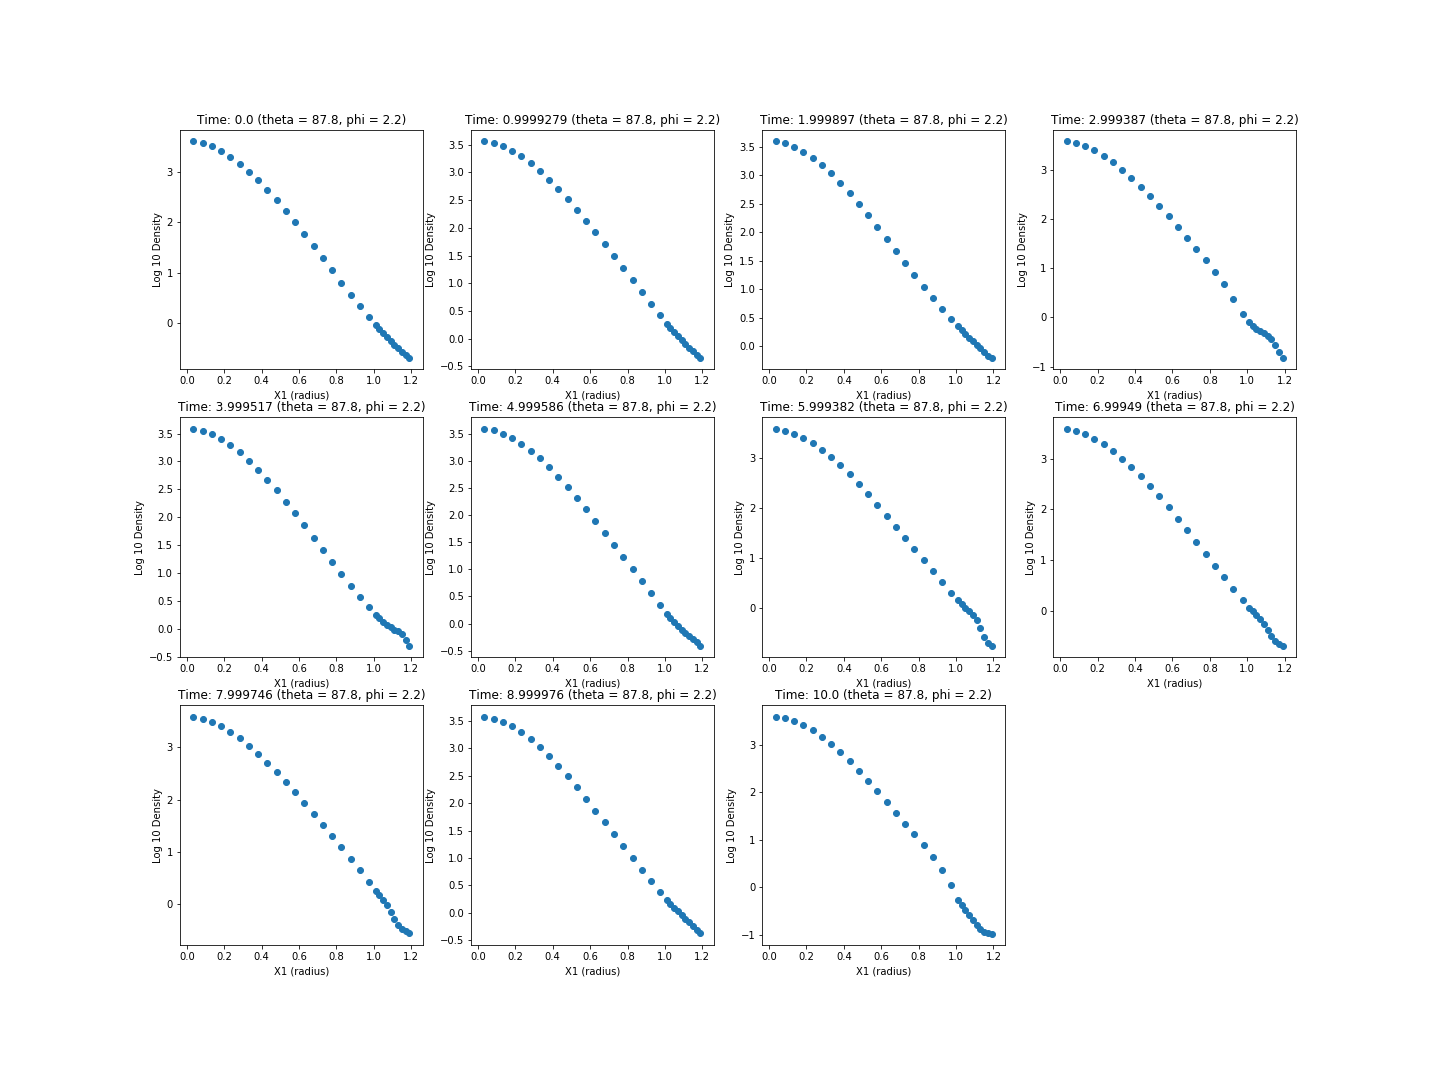 Time: 0.0 (theta = 87.8, phi = 2.2)
Time: 0.9999279 (theta = 87.8, phi = 2.2)
Time: 1.999897 (theta = 87.8, phi = 2.2)
Time: 2.999387 (theta = 87.8, phi = 2.2)
Log 10 Density
3
2
1
0
0.0 0.2 0.4 0.6 0.8 1.0 1.2
X1 (radius)
Log 10 Density
3.5
3.0
2.5
2.0
1.5
1.0
0.5
0.0
−0.5
0.0 0.2 0.4 0.6 0.8 1.0 1.2
X1 (radius)
Log 10 Density
3.5
3.0
2.5
2.0
1.5
1.0
0.5
0.0
0.0 0.2 0.4 0.6 0.8 1.0 1.2
X1 (radius)
Log 10 Density
3
2
1
0
−1
0.0 0.2 0.4 0.6 0.8 1.0 1.2
X1 (radius)
Time: 3.999517 (theta = 87.8, phi = 2.2)
Time: 4.999586 (theta = 87.8, phi = 2.2)
Time: 5.999382 (theta = 87.8, phi = 2.2)
Time: 6.99949 (theta = 87.8, phi = 2.2)
Log 10 Density
3.5
3.0
2.5
2.0
1.5
1.0
0.5
0.0
−0.5
0.0 0.2 0.4 0.6 0.8 1.0 1.2
X1 (radius)
Log 10 Density
3.5
3.0
2.5
2.0
1.5
1.0
0.5
0.0
−0.5
0.0 0.2 0.4 0.6 0.8 1.0 1.2
X1 (radius)
Log 10 Density
3
2
1
0
0.0 0.2 0.4 0.6 0.8 1.0 1.2
X1 (radius)
Log 10 Density
3
2
1
0
0.0 0.2 0.4 0.6 0.8 1.0 1.2
X1 (radius)
Time: 7.999746 (theta = 87.8, phi = 2.2)
Time: 8.999976 (theta = 87.8, phi = 2.2)
Time: 10.0 (theta = 87.8, phi = 2.2)
Log 10 Density
3
2
1
0
0.0 0.2 0.4 0.6 0.8 1.0 1.2
X1 (radius)
Log 10 Density
3.5
3.0
2.5
2.0
1.5
1.0
0.5
0.0
−0.5
0.0 0.2 0.4 0.6 0.8 1.0 1.2
X1 (radius)
Log 10 Density
3
2
1
0
−1
0.0 0.2 0.4 0.6 0.8 1.0 1.2
X1 (radius)